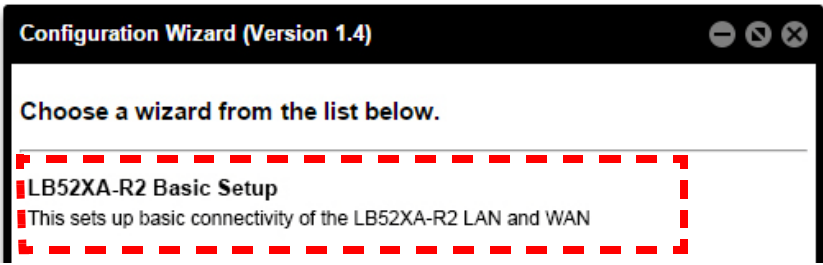 Configuration Wizard (Version 1.4)
Choose a wizard from the list below.
LB52XA-R2 Basic Setup
This sets up basic connectivity of the LB52XA-R2 LAN and WAN